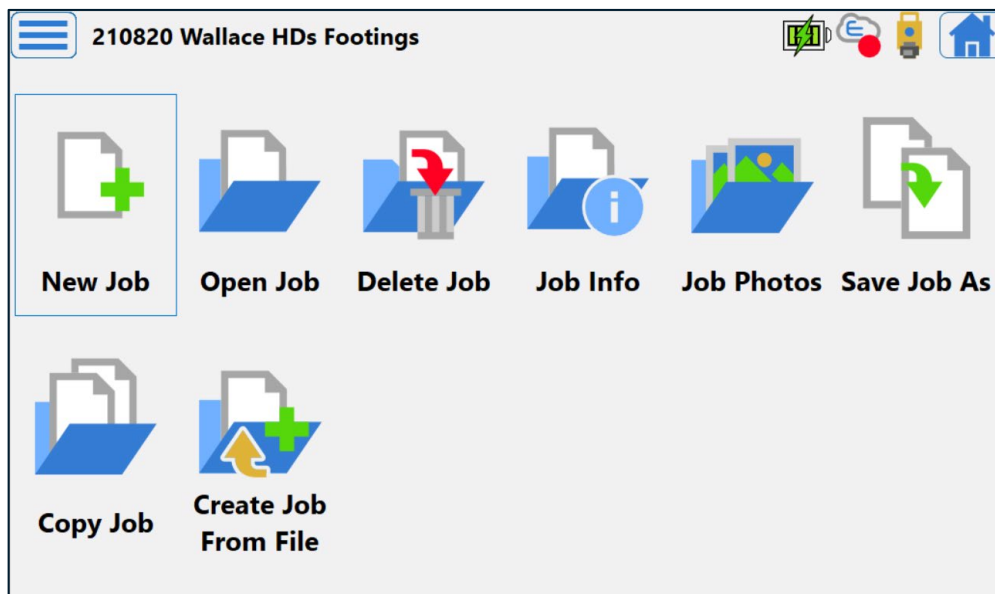 210820 Wallace HDs Footings
New Job
Open Job
Delete Job
Job Info
Job Photos
Save Job As
Copy Job
Create Job
From File